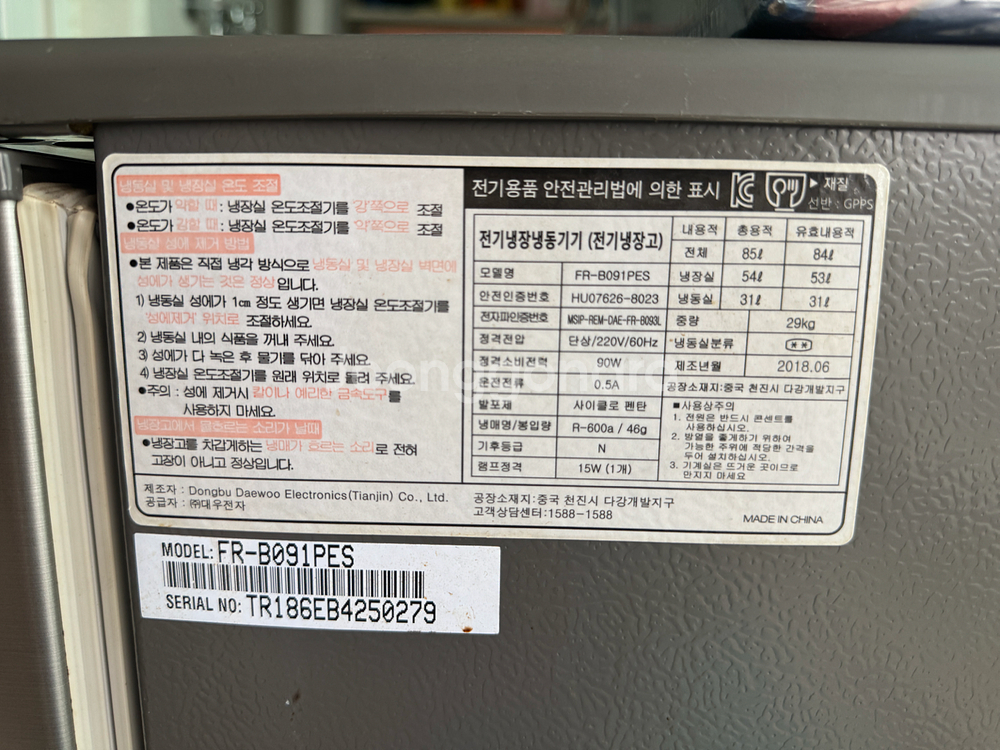 냉동실 및 냉장실 온도 조절
•온도가 약할 때 : 냉장실 온도조절기를 '강'쪽으로 조절
•온도가 강할 때 : 냉장실 온도조절기를 '약'쪽으로 조절
냉동실 성에 제거 방법
•본 제품은 직접 냉각 방식으로 냉동실 및 냉장실 벽면에
성에가 생기는 것은 정상입니다.
1) 냉동실 성에가 1cm 정도 생기면 냉장실 온도조절기를
'성에제거' 위치로 조절하세요.
2) 냉동실 내의 식품을 꺼내 주세요.
3) 성에가 다 녹은 후 물기를 닦아 주세요.
4) 냉장실 온도조절기를 원래 위치로 돌려 주세요.
•주의 : 성에 제거시 칼이나 예리한 금속도구를
사용하지 마세요.
냉장고에서 물흐르는 소리가 날때
•냉장고를 차갑게하는 냉매가 흐르는 소리로 전혀
고장이 아니고 정상입니다.
제조자 : Dongbu Daewoo Electronics(Tianjin) Co., Ltd.
공급자 : ㈜대우전자
전기용품 안전관리법에 의한 표시
▶ 재질
선반 : GPPS
전기냉장냉동기기 (전기냉장고)
모델명 FR-B091PES
안전인증번호 HU07626-8023
전자파인증번호 MSIP-REM-DAE-FR-B093L
정격전압 단상/220V/60Hz
정격소비전력 90W
운전전류 0.5A
발포제 사이클로 펜탄
냉매명/봉입량 R-600a / 46g
기후등급 N
램프정격 15W (1개)
내용적 총용적 유효내용적
전체 85ℓ 84ℓ
냉장실 54ℓ 53ℓ
냉동실 31ℓ 31ℓ
중량 29kg
냉동실분류 **
제조년월 2018.06
공장소재지: 중국 천진시 다강개발지구
■사용상주의
1. 전원은 반드시 콘센트를
사용하십시오.
2. 방열을 좋게하기 위하여
가능한 주위에 적당한 간격을
두어 설치하십시오.
3. 기계실은 뜨거운 곳이므로
만지지 마세요
공장소재지: 중국 천진시 다강개발지구
고객상담센터:1588-1588
MADE IN CHINA
MODEL: FR-B091PES
SERIAL NO: TR186EB4250279